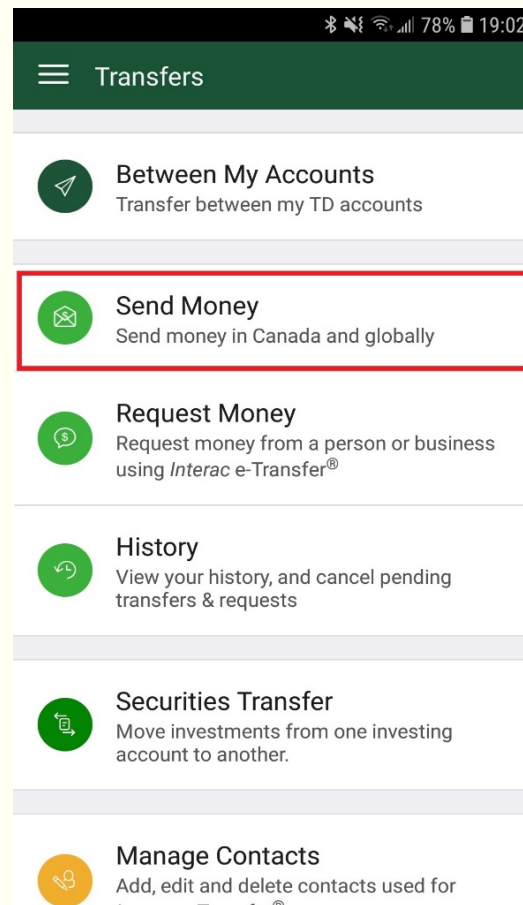 78% 19:02
Transfers
Between My Accounts
Transfer between my TD accounts
Send Money
Send money in Canada and globally
Request Money
Request money from a person or business
using Interac e-Transfer®
History
View your history, and cancel pending
transfers & requests
Securities Transfer
Move investments from one investing
account to another.
Manage Contacts
Add, edit and delete contacts used for